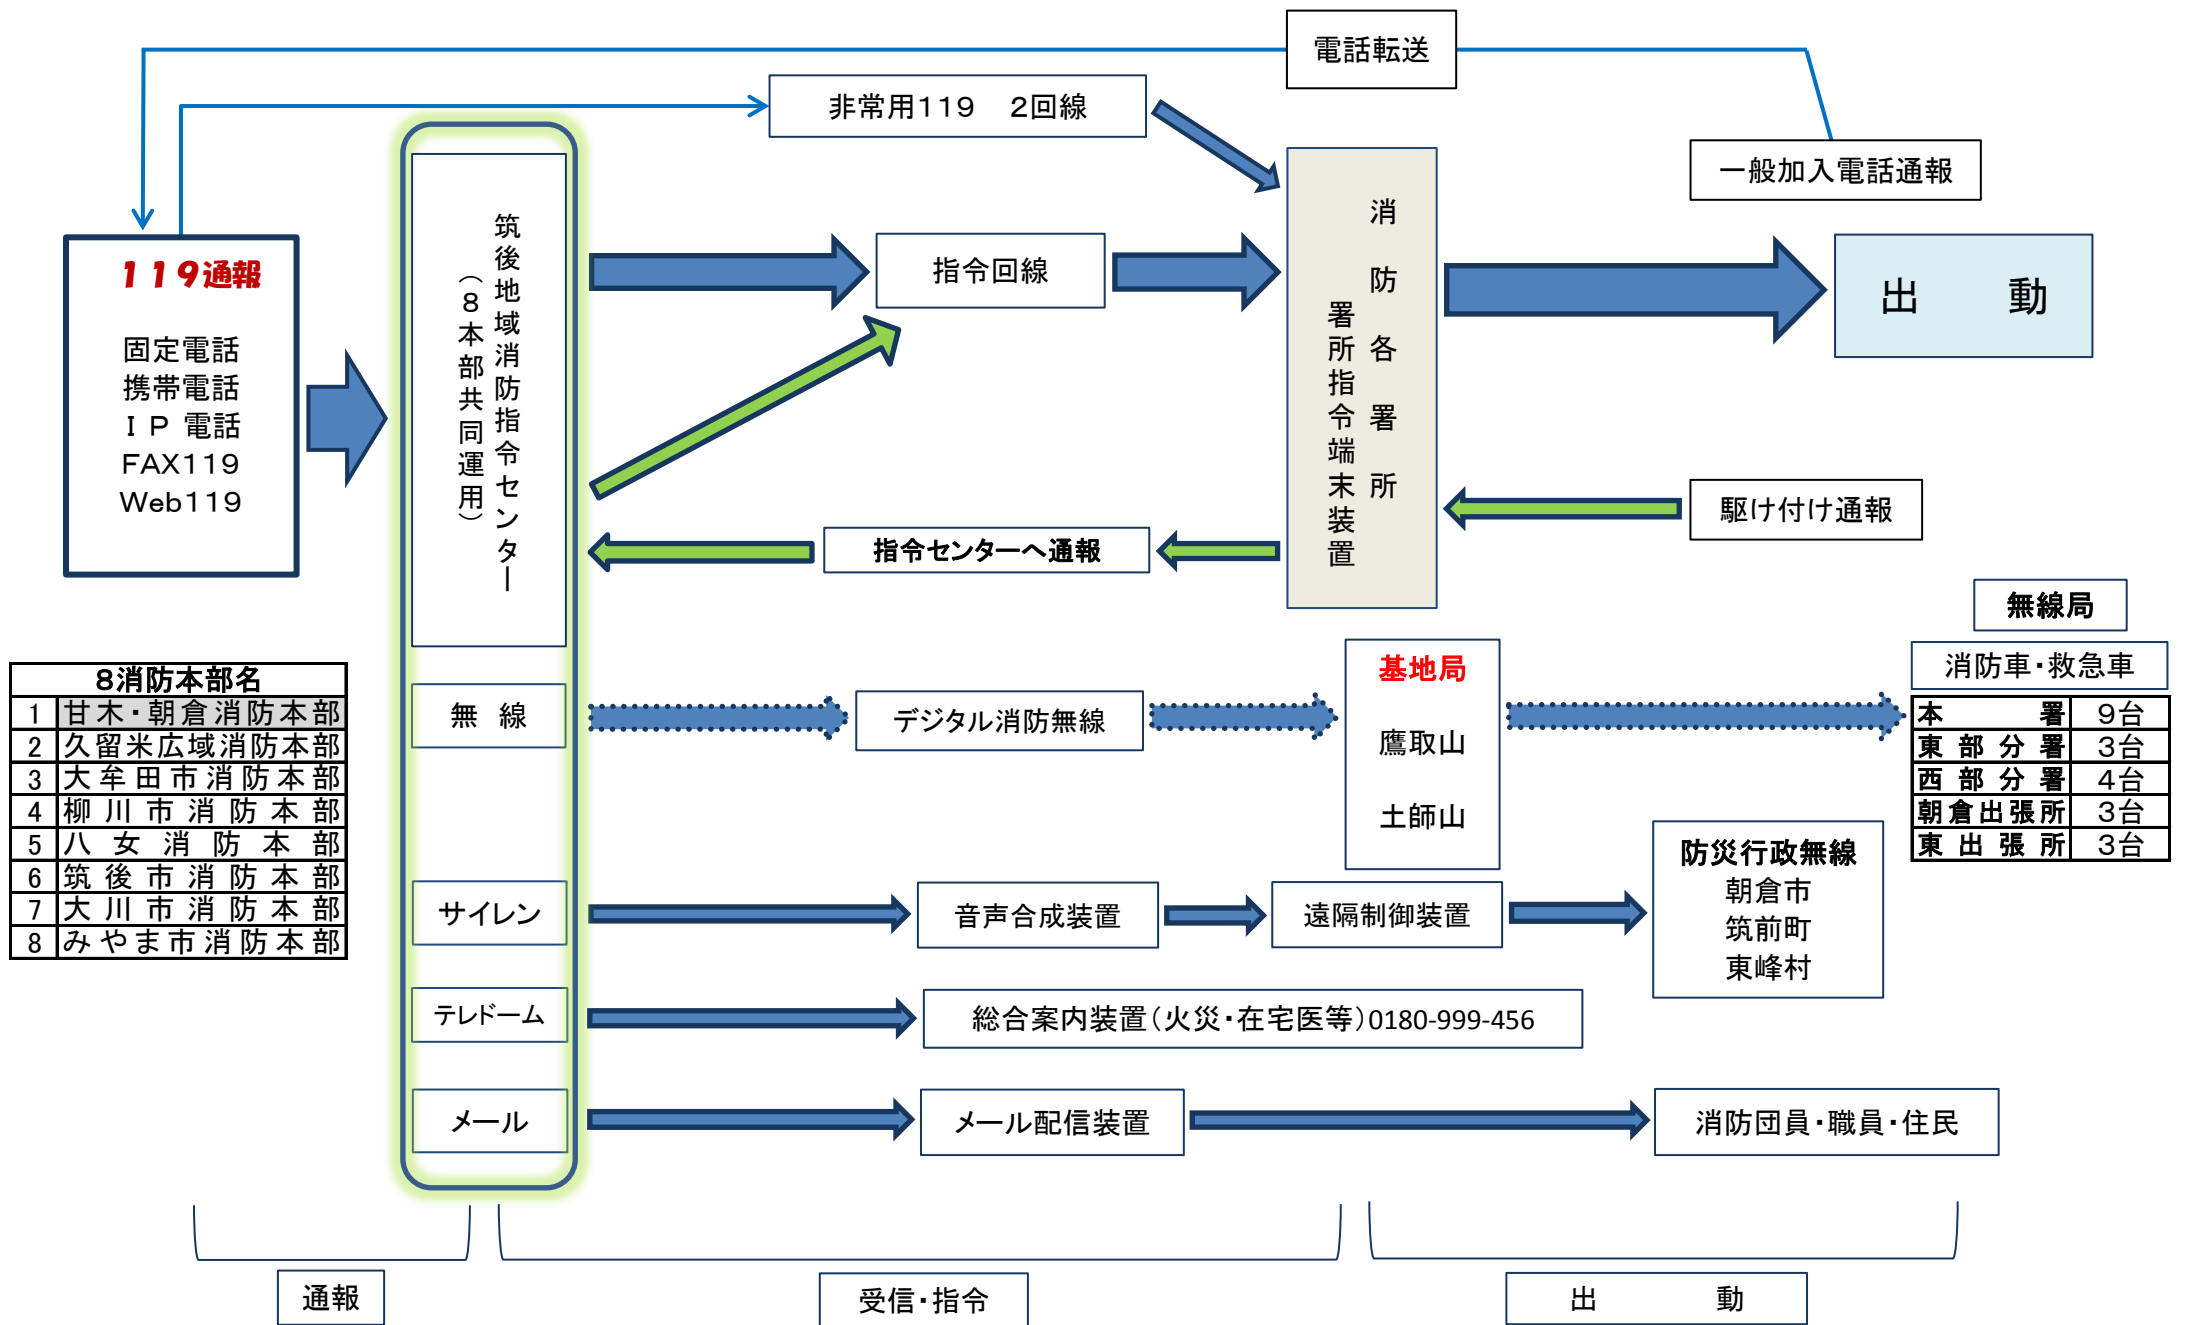 電話転送
非常用119　2回線
一般加入電話通報
119通報
固定電話
携帯電話
ＩＰ電話
FAX119
Web119
筑後地域消防指令センター
（8本部共同運用）
指令回線
消防各署所
署所指令端末装置
出　動
駆け付け通報
指令センターへ通報
無線局
消防車・救急車
本署 9台
東部分署 3台
西部分署 4台
朝倉出張所 3台
東出張所 3台
8消防本部名
1 甘木・朝倉消防本部
2 久留米広域消防本部
3 大牟田市消防本部
4 柳川市消防本部
5 八女消防本部
6 筑後市消防本部
7 大川市消防本部
8 みやま市消防本部
無線
デジタル消防無線
基地局
鷹取山
土師山
サイレン
音声合成装置
遠隔制御装置
防災行政無線
朝倉市
筑前町
東峰村
テレドーム
総合案内装置（火災・在宅医等）0180-999-456
メール
メール配信装置
消防団員・職員・住民
通報
受信・指令
出　動